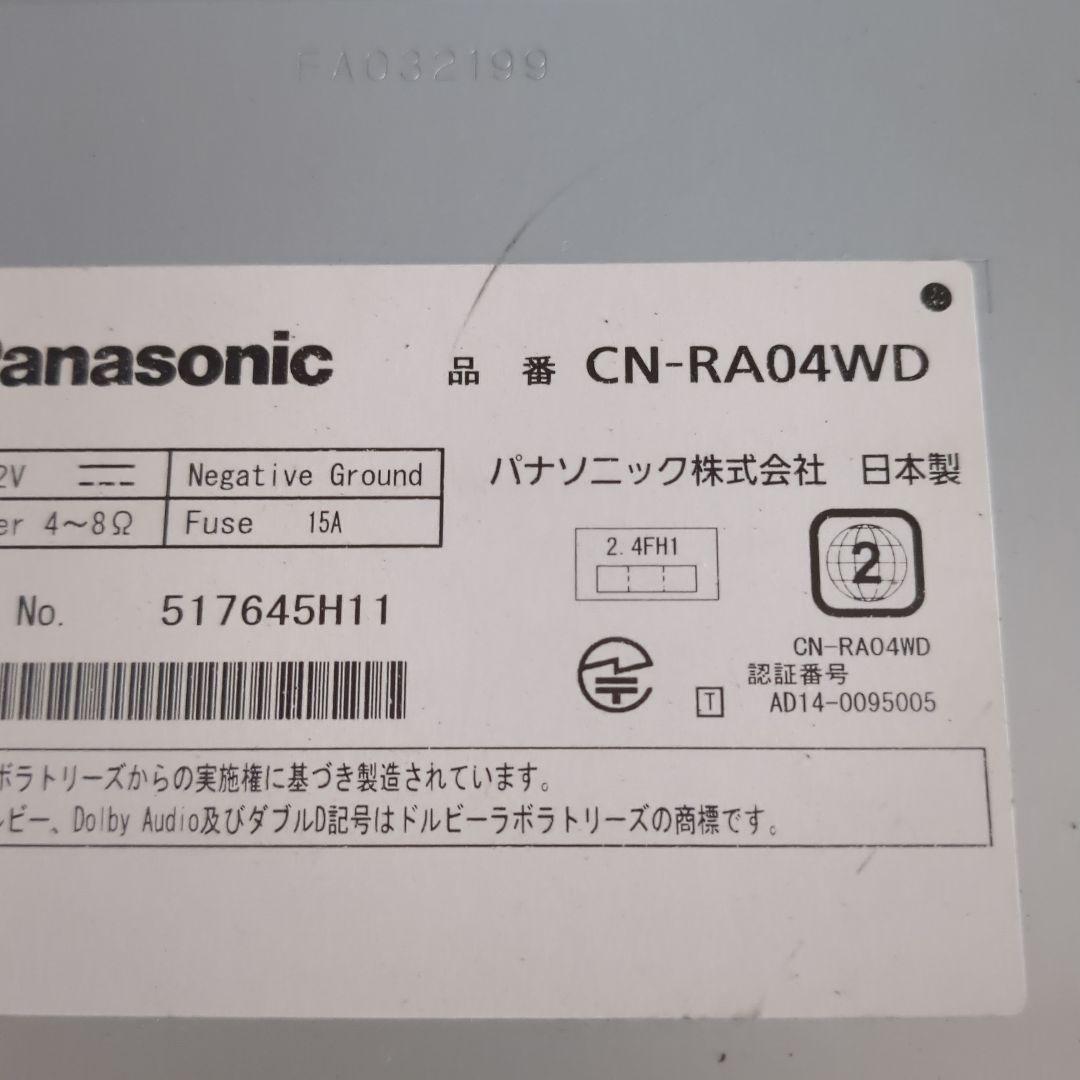 FA032199
Panasonic 品 番 CN-RA04WD
2V Negative Ground
er 4～8Ω Fuse 15A
パナソニック株式会社 日本製
2.4FH1
2
No. 517645H11
CN-RA04WD
認証番号
T AD14-0095005
ボラトリーズからの実施権に基づき製造されています。
ルビー、Dolby Audio及びダブルD記号はドルビーラボラトリーズの商標です。